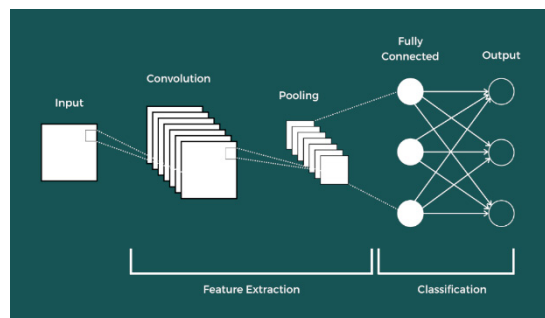 Fully
Connected
Output
Convolution
Pooling
Input
Feature Extraction
Classification